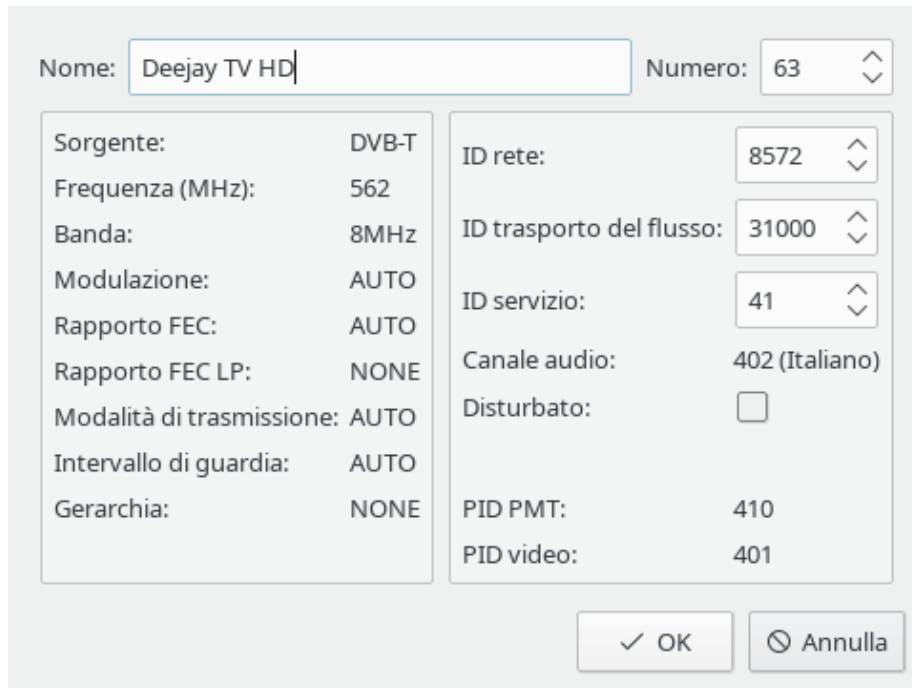 Nome: Deejay TV HD Numero: 63
Sorgente: DVB-T
Frequenza (MHz): 562
Banda: 8MHz
Modulazione: AUTO
Rapporto FEC: AUTO
Rapporto FEC LP: NONE
Modalità di trasmissione: AUTO
Intervallo di guardia: AUTO
Gerarchia: NONE
ID rete: 8572
ID trasporto del flusso: 31000
ID servizio: 41
Canale audio: 402 (Italiano)
Disturbato:
PID PMT: 410
PID video: 401
OK Annulla